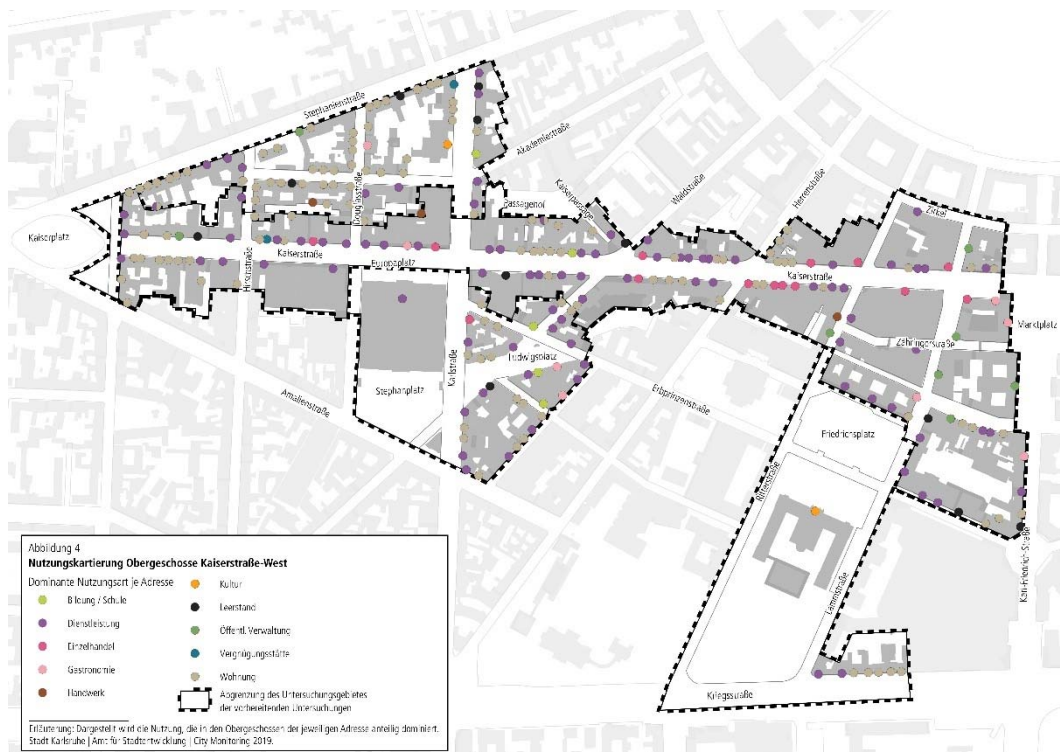 Stephanienstraße
Akademiestraße
Douglasstraße
Passagehof
Kaiserpassage
Waldstraße
Herrenstraße
Zirkel
Kaiserplatz
Hirschstraße
Kaiserstraße
Europaplatz
Kaiserstraße
Marktplatz
Zähringerstraße
Ludwigsplatz
Karlstraße
Stephanplatz
Amalienstraße
Erbprinzenstraße
Friedrichsplatz
Ritterstraße
Lammstraße
Karl-Friedrich-Straße
Kriegsstraße
Abbildung 4
Nutzungskartierung Obergeschosse Kaiserstraße-West
Dominante Nutzungsart je Adresse
Bildung / Schule
Dienstleistung
Einzelhandel
Gastronomie
Handwerk
Kultur
Leerstand
Öffentl. Verwaltung
Vergnügungsstätte
Wohnung
Abgrenzung des Untersuchungsgebietes
der vorbereitenden Untersuchungen
Erläuterung: Dargestellt wird die Nutzung, die in den Obergeschossen der jeweiligen Adresse anteilig dominiert.
Stadt Karlsruhe | Amt für Stadtentwicklung | City Monitoring 2019.